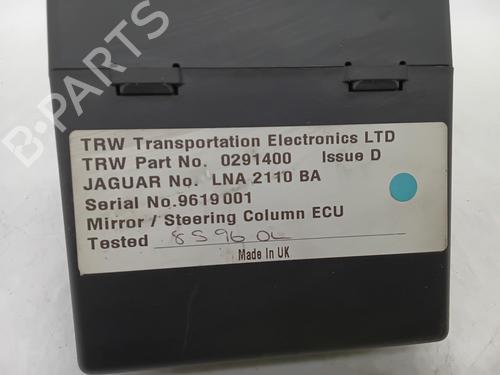 B-PARTS
TRW Transportation Electronics LTD
TRW Part No. 0291400 Issue D
JAGUAR No. LNA 2110 BA
Serial No.9619001
Mirror / Steering Column ECU
Tested
Made In UK